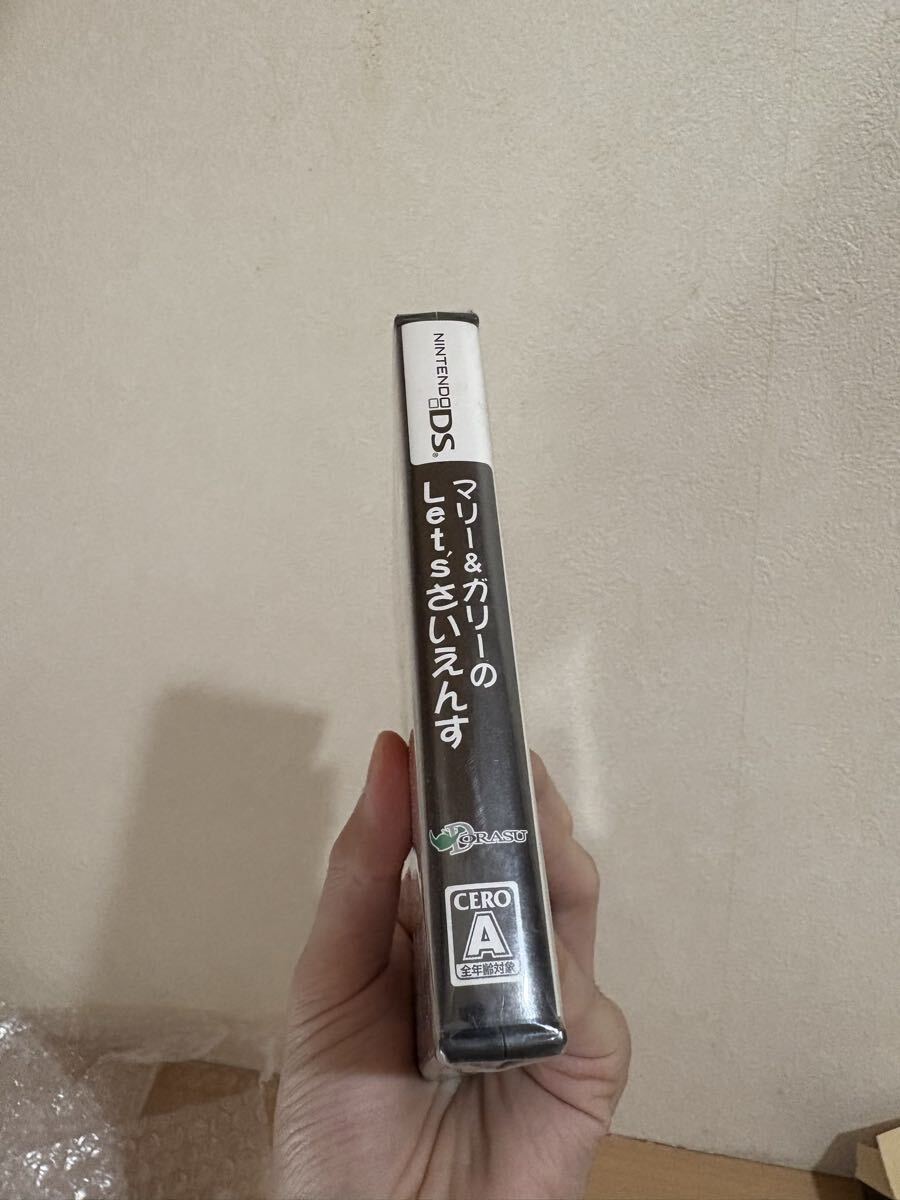 NINTENDO
DS®
マリー&ガリーの
Let'sさいえんす
DORASU
CERO
A
全年齢対象